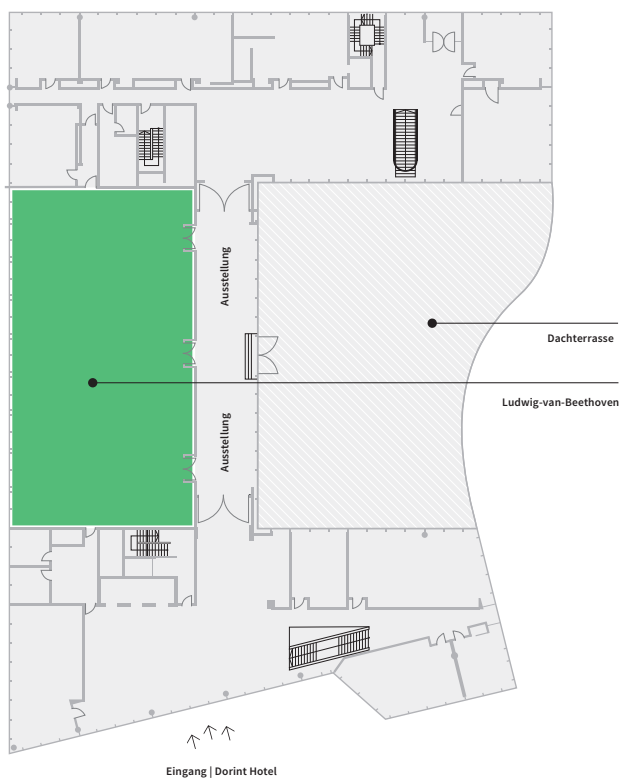 Ausstellung
Dachterrasse
Ludwig-van-Beethoven
Ausstellung
Eingang | Dorint Hotel